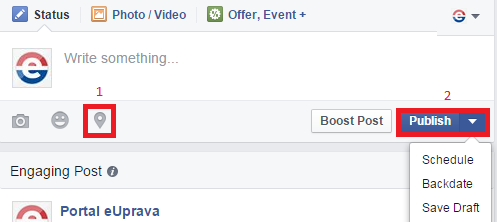 Status Photo / Video Offer, Event +
e
e Write something...
1 2
Boost Post Publish
Schedule
Engaging Post i
Backdate
Save Draft
e Portal eUprava